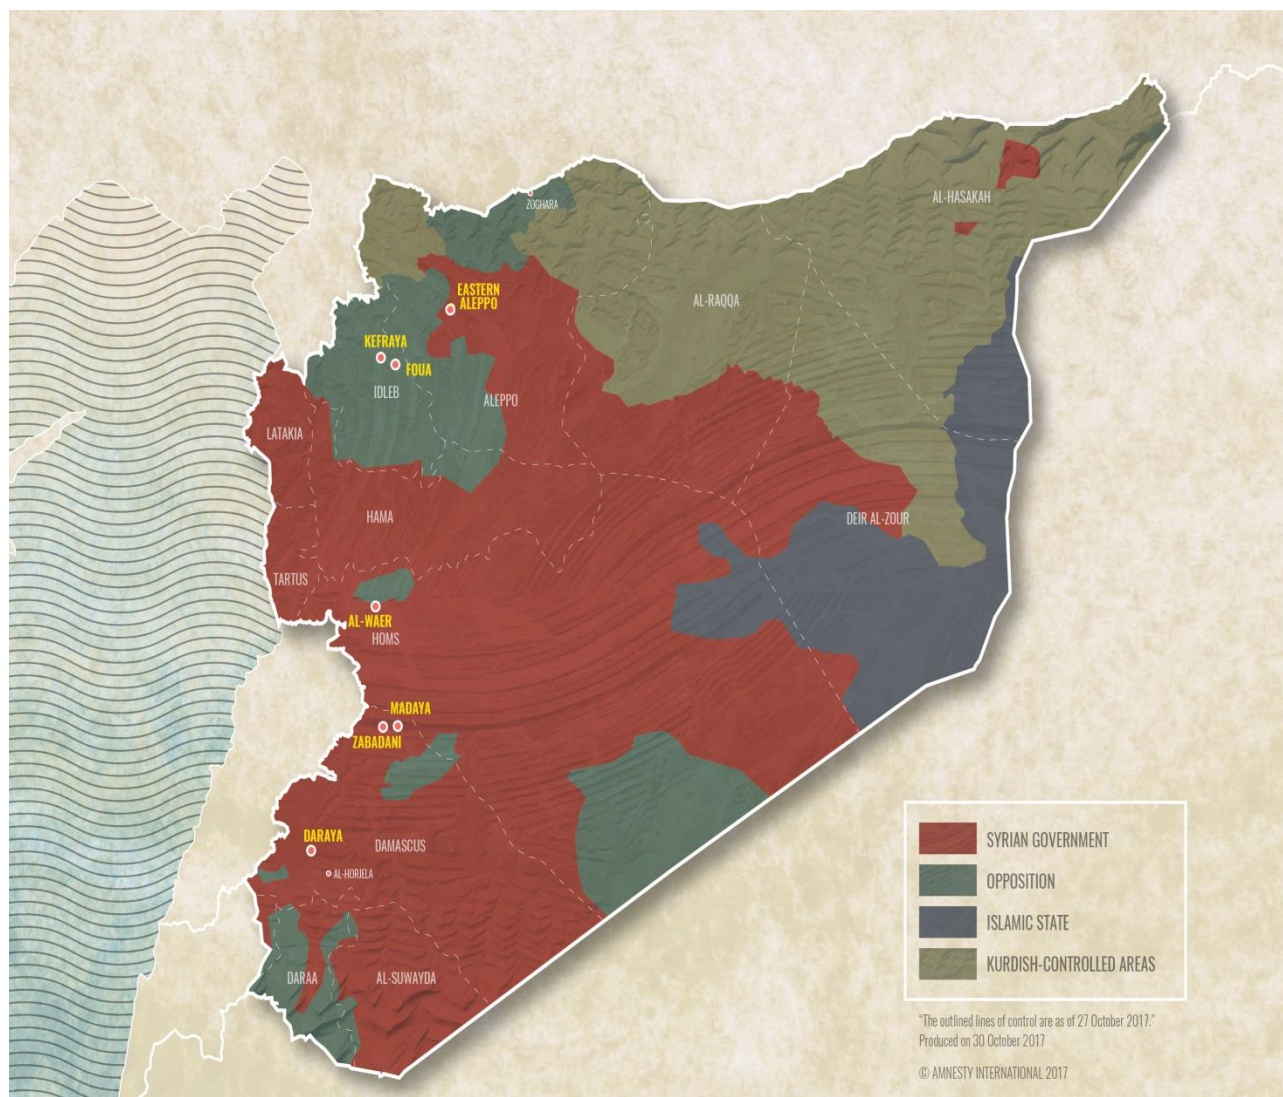 ZOGHARA
AL-HASAKAH
EASTERN
ALEPPO
AL-RAQQA
KEFRAYA
FOUA
IDLEB
ALEPPO
LATAKIA
HAMA
DEIR AL-ZOUR
TARTUS
AL-WAER
HOMS
MADAYA
ZABADANI
DARAYA
DAMASCUS
AL-HORJELA
DARAA
AL-SUWAYDA
SYRIAN GOVERNMENT
OPPOSITION
ISLAMIC STATE
KURDISH-CONTROLLED AREAS
"The outlined lines of control are as of 27 October 2017."
Produced on 30 October 2017
© AMNESTY INTERNATIONAL 2017